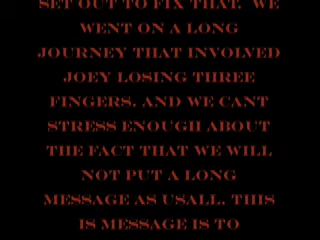 SET OUT TO FIX THAT. WE
WENT ON A LONG
JOURNEY THAT INVOLVED
JOEY LOSING THREE
FINGERS. AND WE CANT
STRESS ENOUGH ABOUT
THE FACT THAT WE WILL
NOT PUT A LONG
MESSAGE AS USALL. THIS
IS MESSAGE IS TO